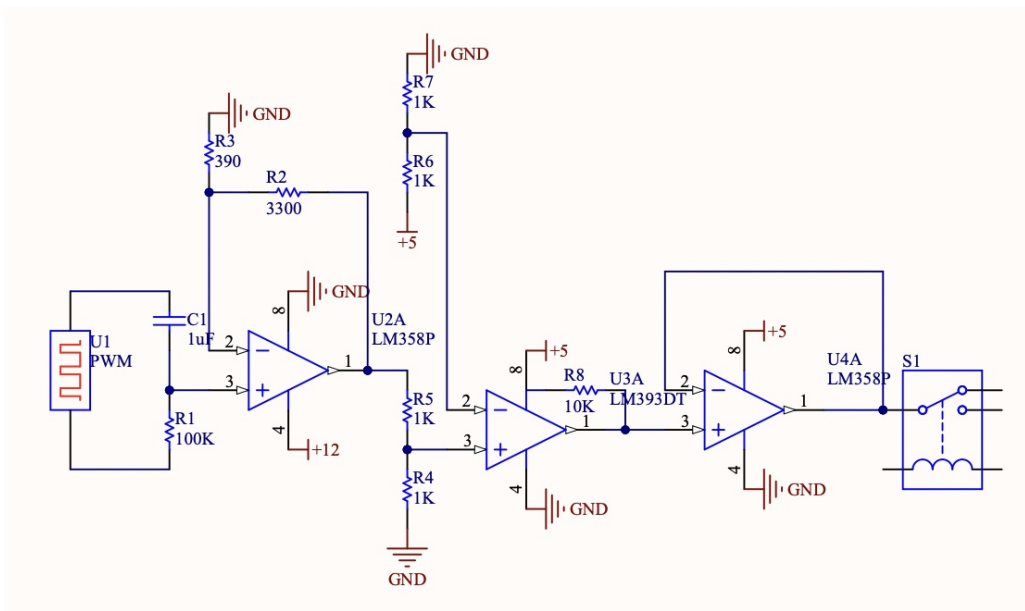 GND
R7
1K
GND
R3
390
R6
1K
R2
3300
+5
GND
8
U2A
LM358P
C1
1uF
U1
PWM
2
3
1
4
+12
R1
100K
R5
1K
R4
1K
GND
+5
8
R8
10K
U3A
LM393DT
2
3
1
4
GND
+5
8
U4A
LM358P
2
3
1
4
GND
S1